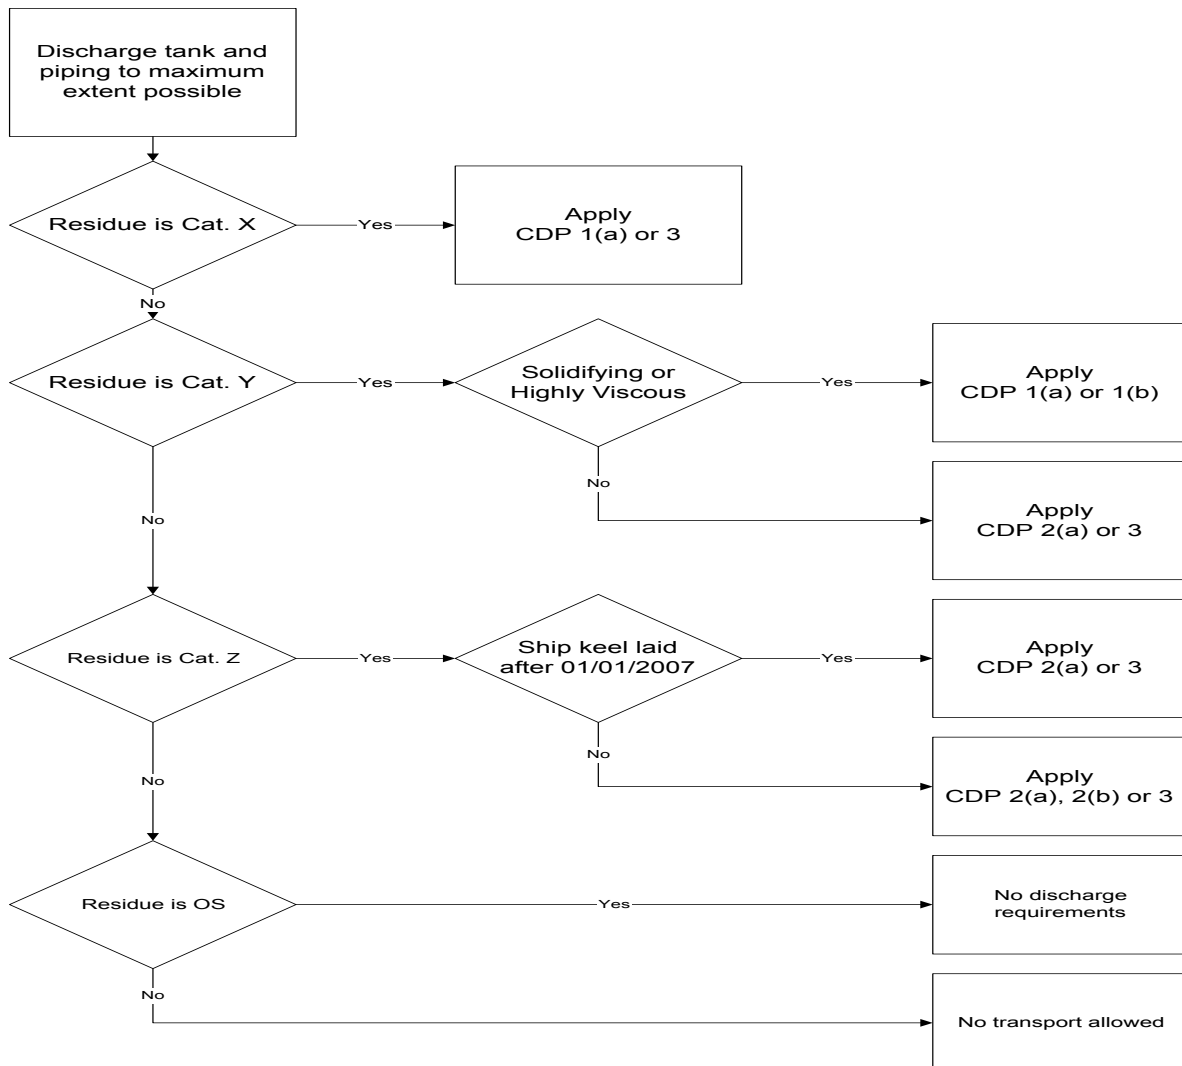 Discharge tank and
piping to maximum
extent possible
Residue is Cat. X
Yes
Apply
CDP 1(a) or 3
No
Residue is Cat. Y
Yes
Solidifying or
Highly Viscous
Yes
Apply
CDP 1(a) or 1(b)
No
Apply
CDP 2(a) or 3
No
Residue is Cat. Z
Yes
Ship keel laid
after 01/01/2007
Yes
Apply
CDP 2(a) or 3
No
Apply
CDP 2(a), 2(b) or 3
No
Residue is OS
Yes
No discharge
requirements
No
No transport allowed